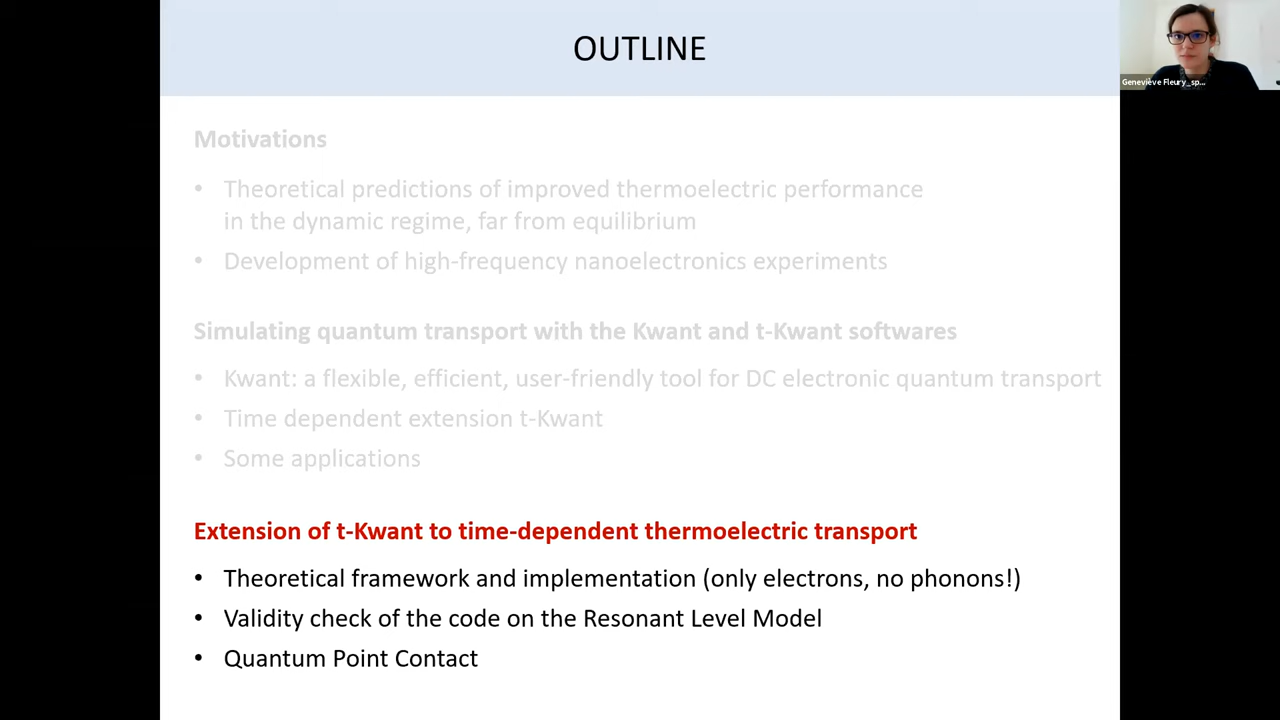 OUTLINE
Geneviève Fleury_sp...
Motivations
• Theoretical predictions of improved thermoelectric performance
in the dynamic regime, far from equilibrium
• Development of high-frequency nanoelectronics experiments
Simulating quantum transport with the Kwant and t-Kwant softwares
• Kwant: a flexible, efficient, user-friendly tool for DC electronic quantum transport
• Time dependent extension t-Kwant
• Some applications
Extension of t-Kwant to time-dependent thermoelectric transport
• Theoretical framework and implementation (only electrons, no phonons!)
• Validity check of the code on the Resonant Level Model
• Quantum Point Contact